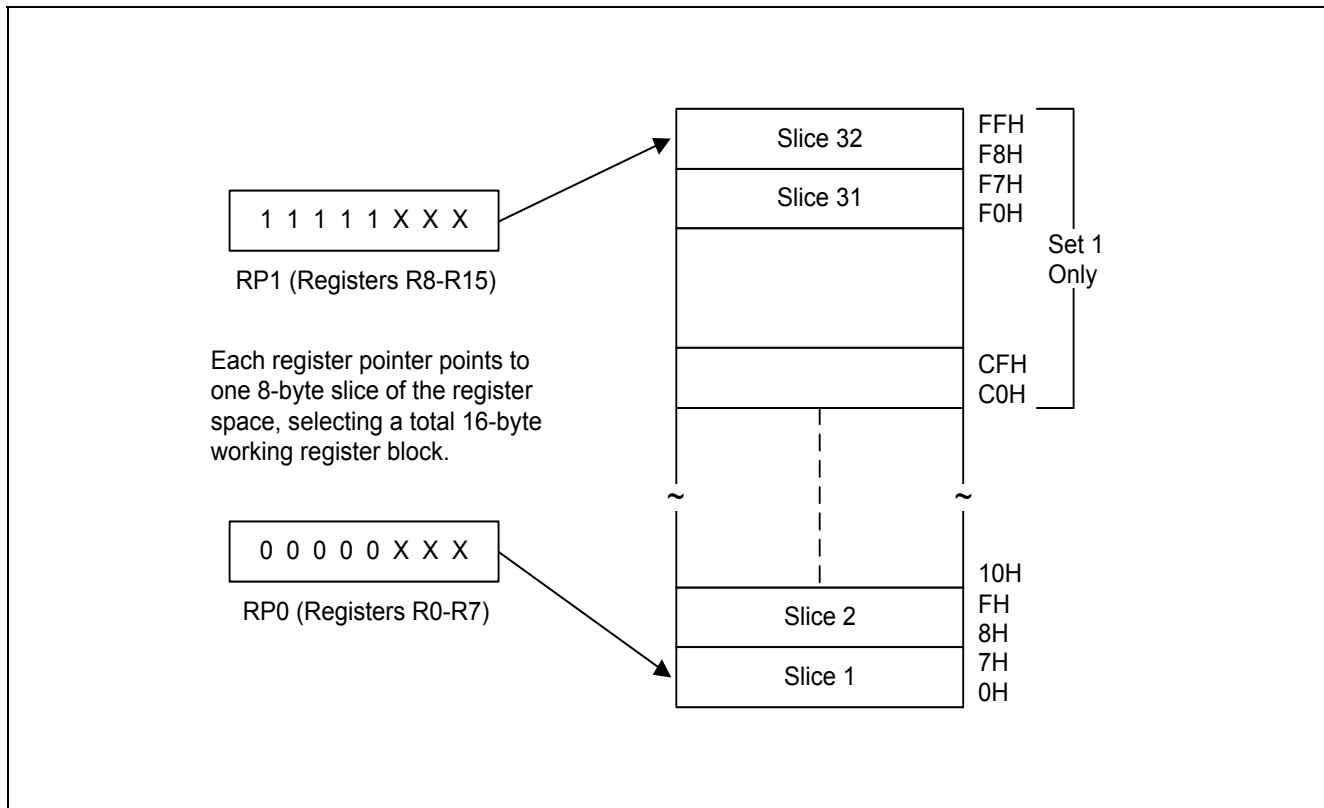 Slice 32
FFH
F8H
Slice 31
F7H
F0H
1 1 1 1 1 X X X
RP1 (Registers R8-R15)
Set 1
Only
Each register pointer points to
one 8-byte slice of the register
space, selecting a total 16-byte
working register block.
CFH
C0H
~ ~
0 0 0 0 0 X X X
RP0 (Registers R0-R7)
10H
FH
Slice 2
8H
7H
Slice 1
0H